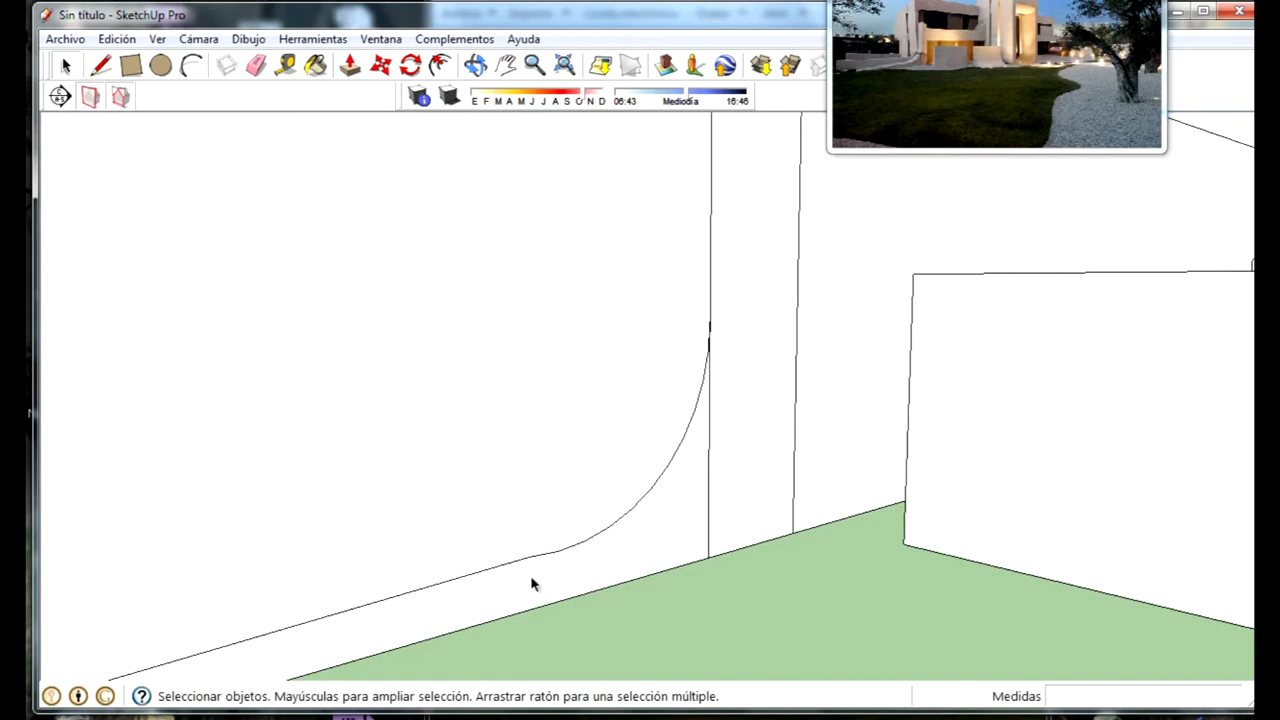 Sin título - SketchUp Pro
Archivo Edición Ver Cámara Dibujo Herramientas Ventana Complementos Ayuda
E F M A M J J A S O N D 06:43 Mediodía 16:46
Seleccionar objetos. Mayúsculas para ampliar selección. Arrastrar ratón para una selección múltiple. Medidas